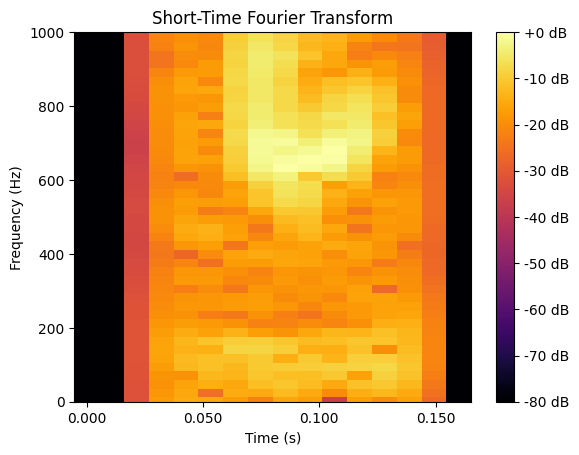 Short-Time Fourier Transform
Frequency (Hz)
1000
800
600
400
200
0
0.000
0.050
0.100
0.150
Time (s)
+0 dB
-10 dB
-20 dB
-30 dB
-40 dB
-50 dB
-60 dB
-70 dB
-80 dB